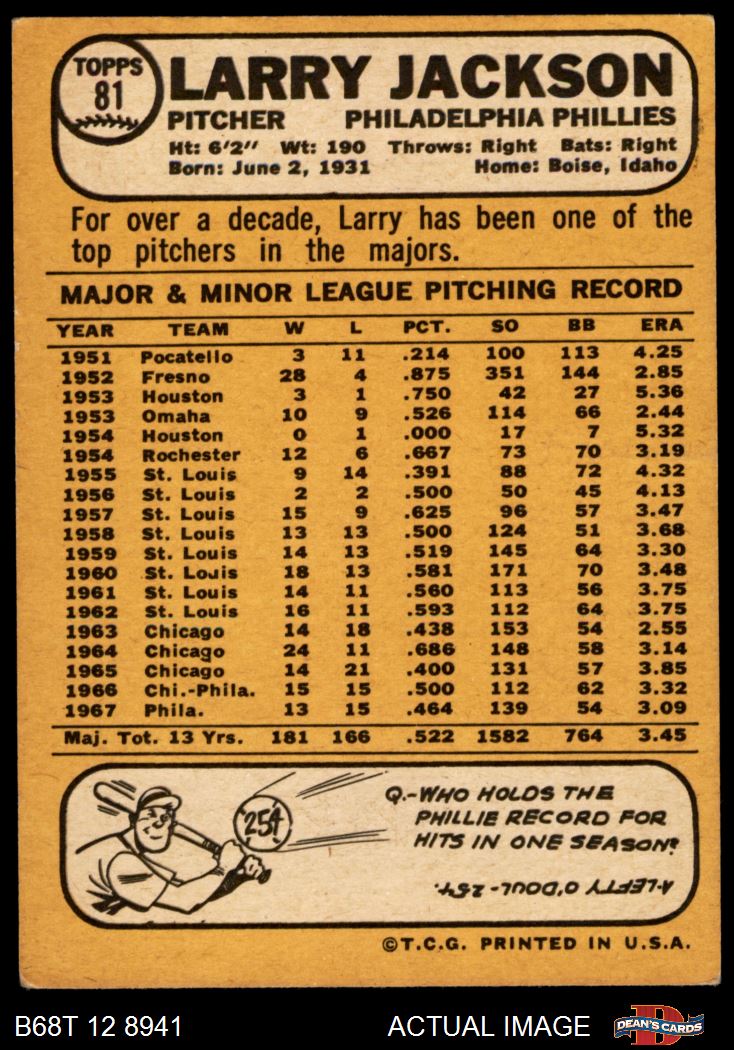 TOPPS
81
LARRY JACKSON
PITCHER PHILADELPHIA PHILLIES
Ht: 6'2" Wt: 190 Throws: Right Bats: Right
Born: June 2, 1931 Home: Boise, Idaho
For over a decade, Larry has been one of the
top pitchers in the majors.
MAJOR & MINOR LEAGUE PITCHING RECORD
YEAR TEAM W L PCT. SO BB ERA
1951 Pocatello 3 11 .214 100 113 4.25
1952 Fresno 28 4 .875 351 144 2.85
1953 Houston 3 1 .750 42 27 5.36
1953 Omaha 10 9 .526 114 66 2.44
1954 Houston 0 1 .000 17 7 5.32
1954 Rochester 12 6 .667 73 70 3.19
1955 St. Louis 9 14 .391 88 72 4.32
1956 St. Louis 2 2 .500 50 45 4.13
1957 St. Louis 15 9 .625 96 57 3.47
1958 St. Louis 13 13 .500 124 51 3.68
1959 St. Louis 14 13 .519 145 64 3.30
1960 St. Louis 18 13 .581 171 70 3.48
1961 St. Louis 14 11 .560 113 56 3.75
1962 St. Louis 16 11 .593 112 64 3.75
1963 Chicago 14 18 .438 153 54 2.55
1964 Chicago 24 11 .686 148 58 3.14
1965 Chicago 14 21 .400 131 57 3.85
1966 Chi.-Phila. 15 15 .500 112 62 3.32
1967 Phila. 13 15 .464 139 54 3.09
Maj. Tot. 13 Yrs. 181 166 .522 1582 764 3.45
254
Q.-WHO HOLDS THE
PHILLIE RECORD FOR
HITS IN ONE SEASON?
A-LEFTY O'DOUL-254.
©T.C.G. PRINTED IN U.S.A.
B68T 12 8941 ACTUAL IMAGE
D
DEAN'S CARDS